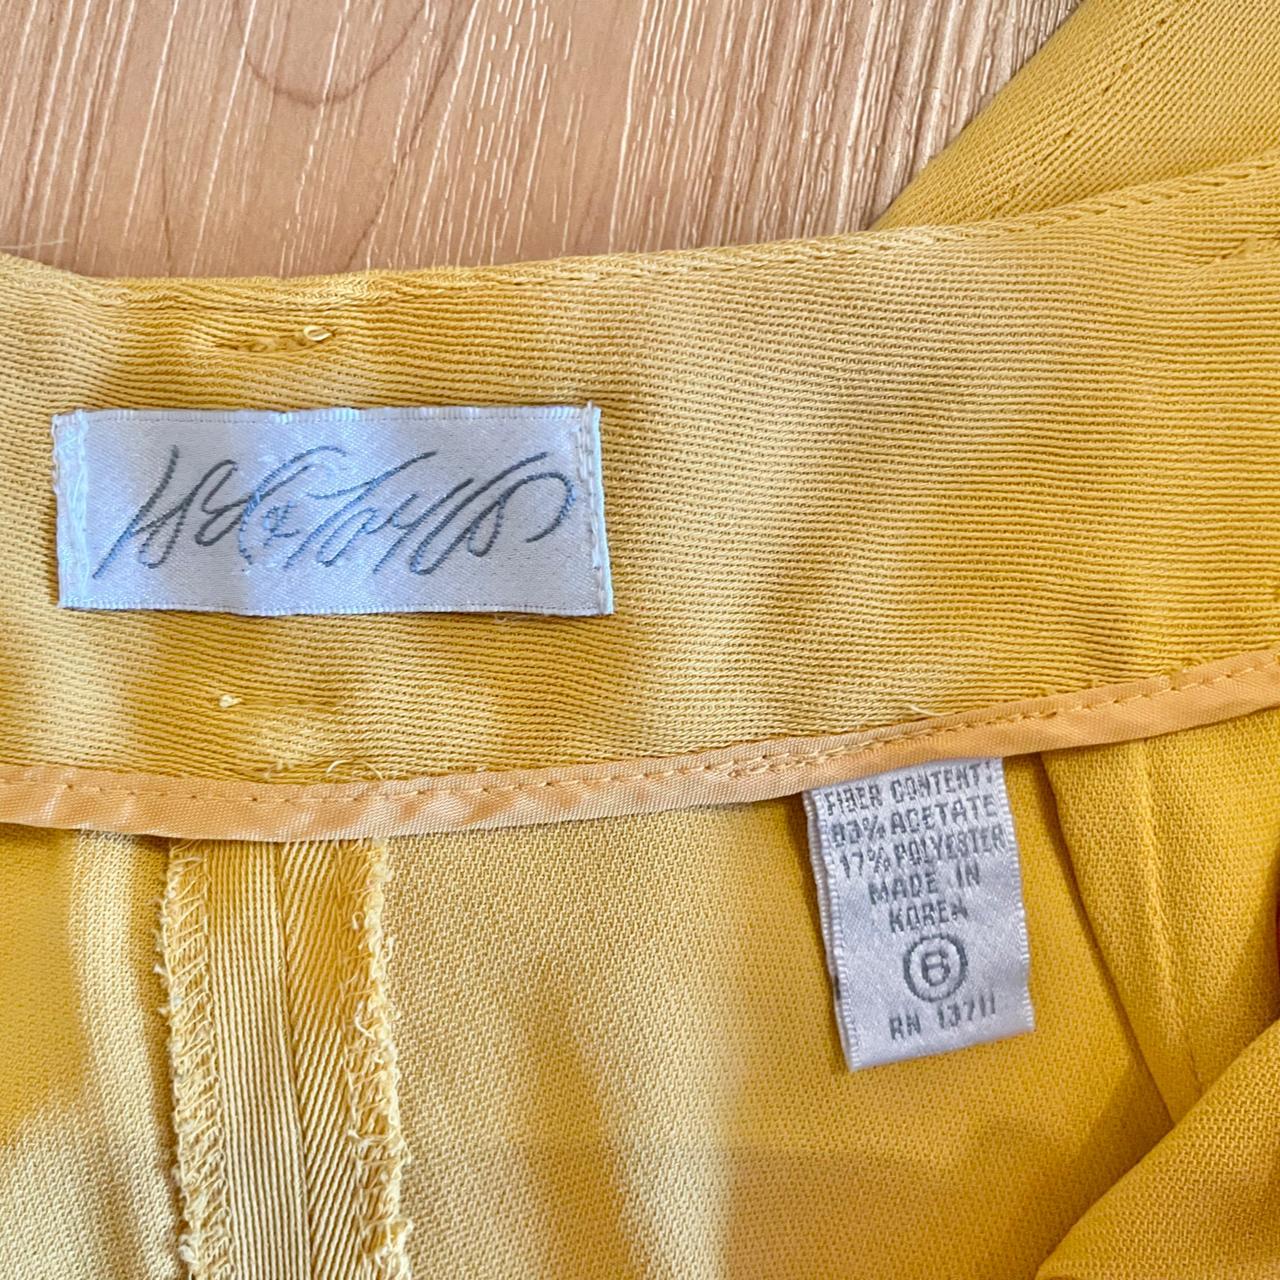 Lord & Taylor
FIBER CONTENT:
83% ACETATE
17% POLYESTER
MADE IN
KOREA
6
RN 13711